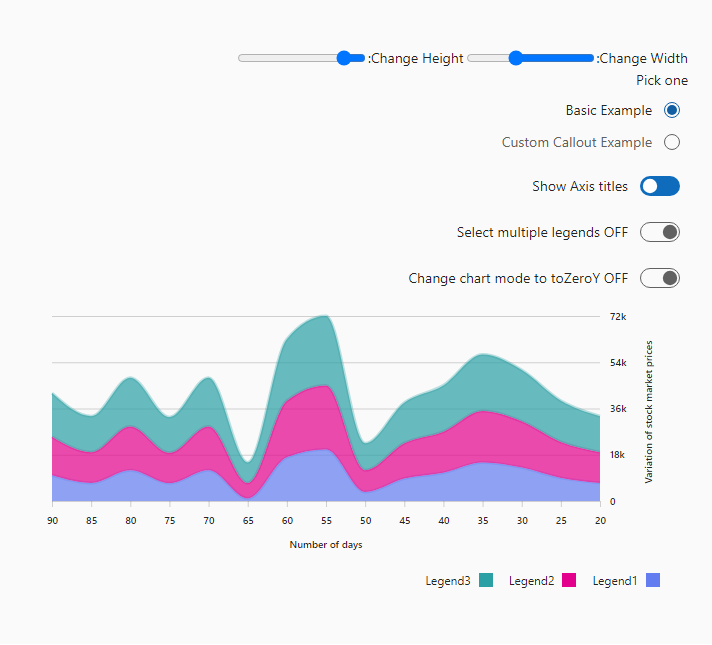 :Change Height :Change Width
Pick one
Basic Example
Custom Callout Example
Show Axis titles
Select multiple legends OFF
Change chart mode to toZeroY OFF
72k
54k
36k
18k
0
Variation of stock market prices
90 85 80 75 70 65 60 55 50 45 40 35 30 25 20
Number of days
Legend3 Legend2 Legend1